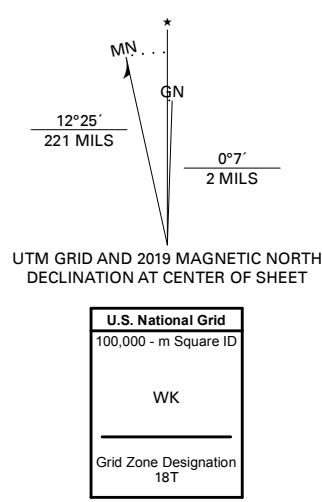 ★
MN
GN
12°25´
221 MILS
0°7´
2 MILS
UTM GRID AND 2019 MAGNETIC NORTH
DECLINATION AT CENTER OF SHEET
U.S. National Grid
100,000 - m Square ID
WK
Grid Zone Designation
18T